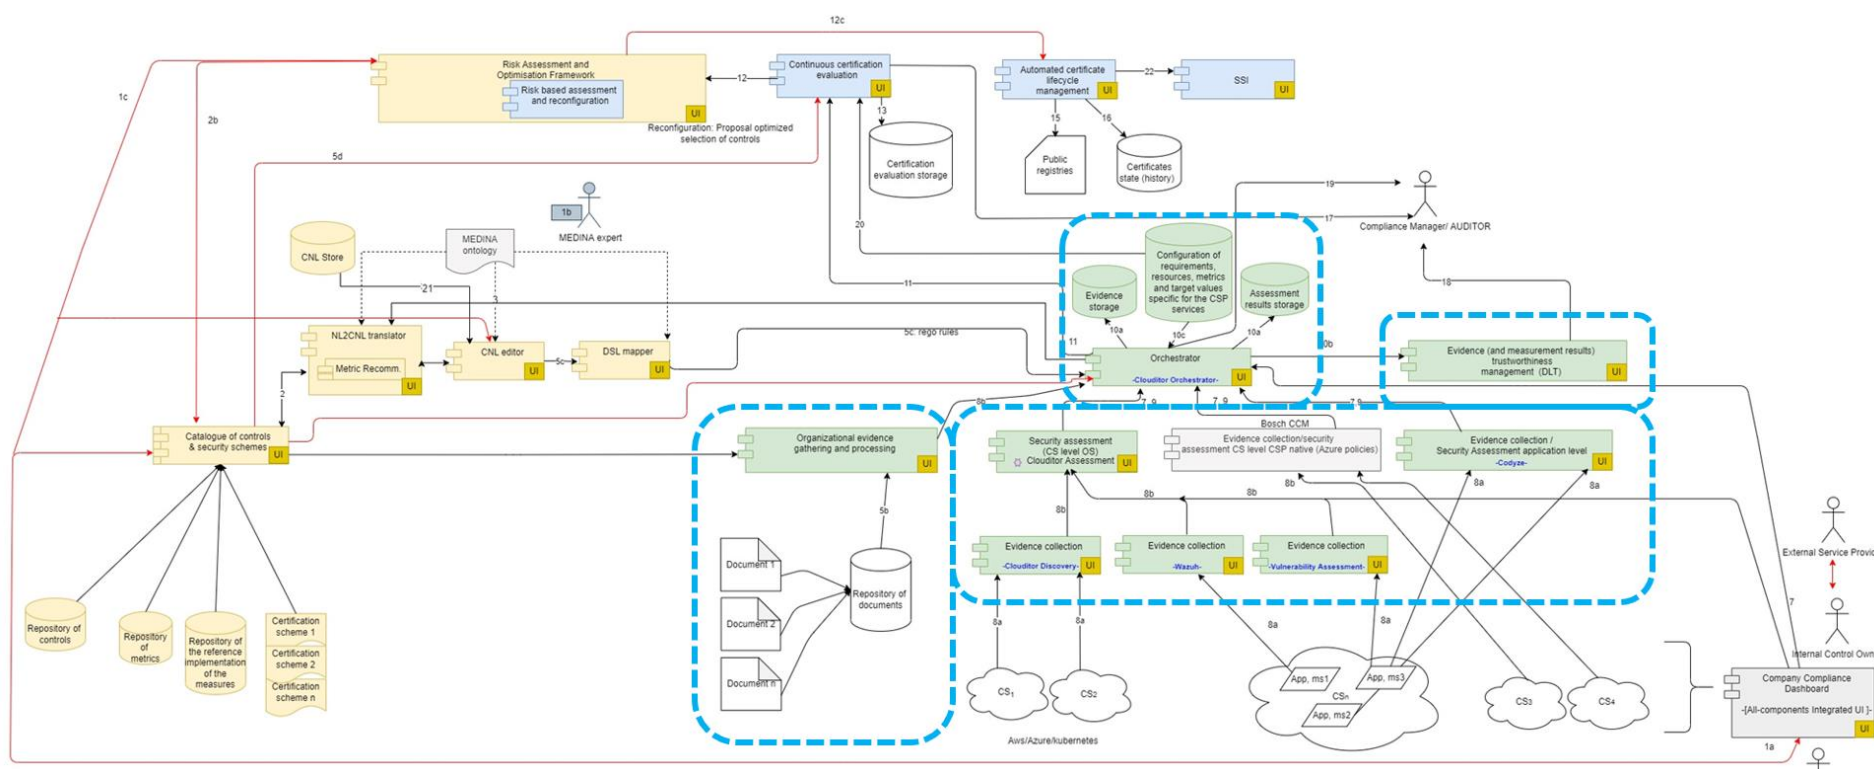 12c
1c
2b
5d
Risk Assessment and
Optimisation Framework
Risk based assessment
and reconfiguration
UI
Reconfiguration: Proposal optimized
selection of controls
12
Continuous certification
evaluation
UI
13
Certification
evaluation storage
Automated certificate
lifecycle
management
UI
22
SSI
UI
15
16
Public
registries
Certificates
state (history)
19
17
Compliance Manager/ AUDITOR
18
20
11
1b
MEDINA expert
CNL Store
MEDINA
ontology
21
3
NL2CNL translator
Metric Recomm.
UI
CNL editor
UI
5c
DSL mapper
UI
5c: rego rules
2
Catalogue of controls
& security schemes
UI
Repository of
controls
Repository
of
metrics
Repository of
the reference
implementation
of the
measures
Certification
scheme 1
Certification
scheme 2
Certification
scheme n
Configuration of
requirements,
resources, metrics
and target values
specific for the CSP
services
Evidence
storage
Assessment
results storage
10a
10c
10a
11
Orchestrator
-Clouditor Orchestrator-
UI
0b
Evidence (and measurement results)
trustworthiness
management (DLT)
UI
8b
7, 9
7, 9
7,9
Organizational evidence
gathering and processing
UI
5b
Document 1
Document 2
Document n
Repository of
documents
Security assessment
(CS level OS)
Clouditor Assessment
UI
Bosch CCM
Evidence collection/security
assessment CS level CSP native (Azure policies)
Evidence collection /
Security Assessment application level
-Codyze-
UI
8b
8b
8b
8b
8a
8a
Evidence collection
-Clouditor Discovery-
UI
Evidence collection
-Wazuh-
UI
Evidence collection
-Vulnerability Assessment-
UI
8a
8a
8a
8a
CS1
CS2
Aws/Azure/kubernetes
App, ms1
App, ms3
CSn
App, ms2
CS3
CS4
External Service Provid
7
Internal Control Own
Company Compliance
Dashboard
-[All-components Integrated UI ]-
UI
1a